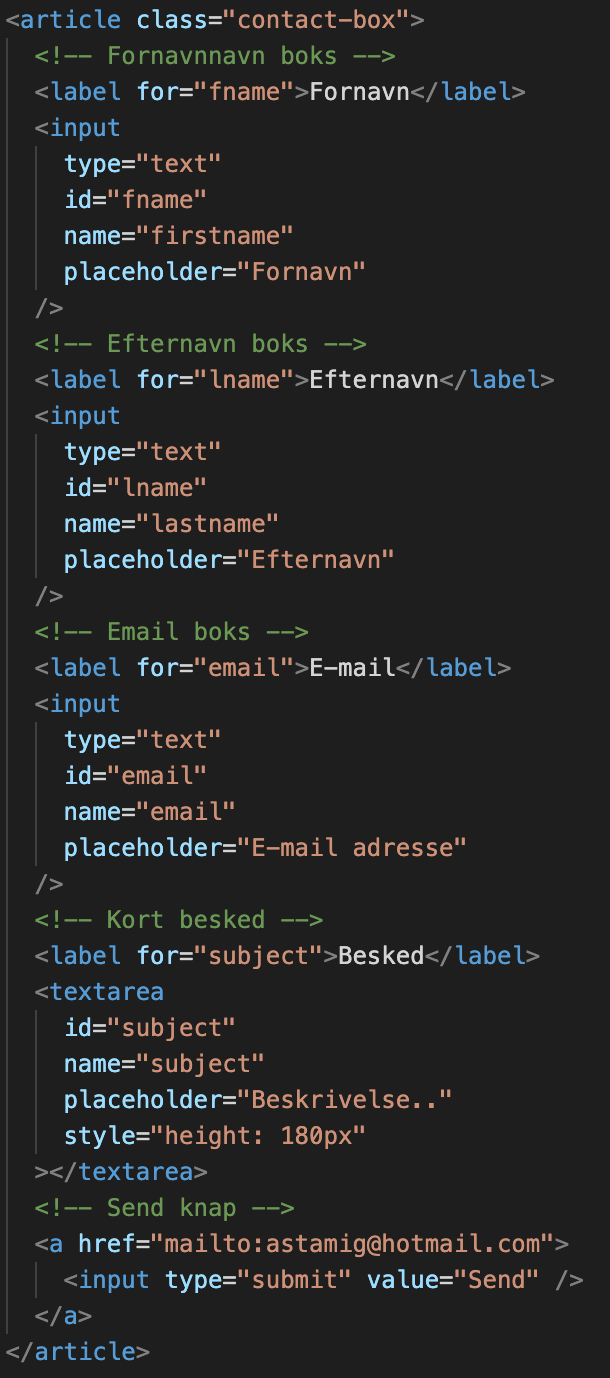 <article class="contact-box">
<!-- Fornavnnavn boks -->
<label for="fname">Fornavn</label>
<input
type="text"
id="fname"
name="firstname"
placeholder="Fornavn"
/>
<!-- Efternavn boks -->
<label for="lname">Efternavn</label>
<input
type="text"
id="lname"
name="lastname"
placeholder="Efternavn"
/>
<!-- Email boks -->
<label for="email">E-mail</label>
<input
type="text"
id="email"
name="email"
placeholder="E-mail adresse"
/>
<!-- Kort besked -->
<label for="subject">Besked</label>
<textarea
id="subject"
name="subject"
placeholder="Beskrivelse.."
style="height: 180px"
></textarea>
<!-- Send knap -->
<a href="mailto:astamig@hotmail.com">
<input type="submit" value="Send" />
</a>
</article>